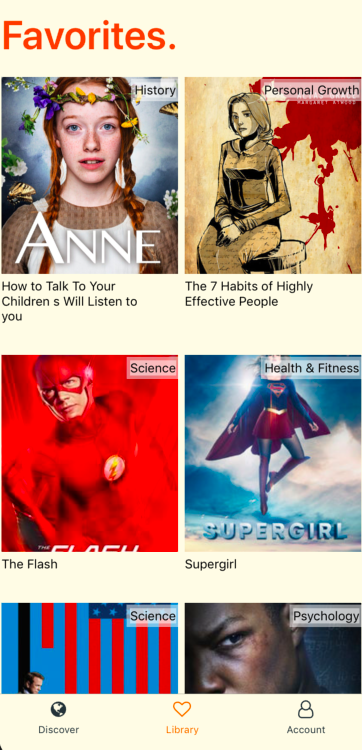 Favorites.
History
Personal Growth
MARGARET ATWOOD
ANNE
How to Talk To Your
Children s Will Listen to
you
The 7 Habits of Highly
Effective People
Science
Health & Fitness
THE FLASH
SUPERGIRL
The Flash
Supergirl
Science
Psychology
Discover
Library
Account